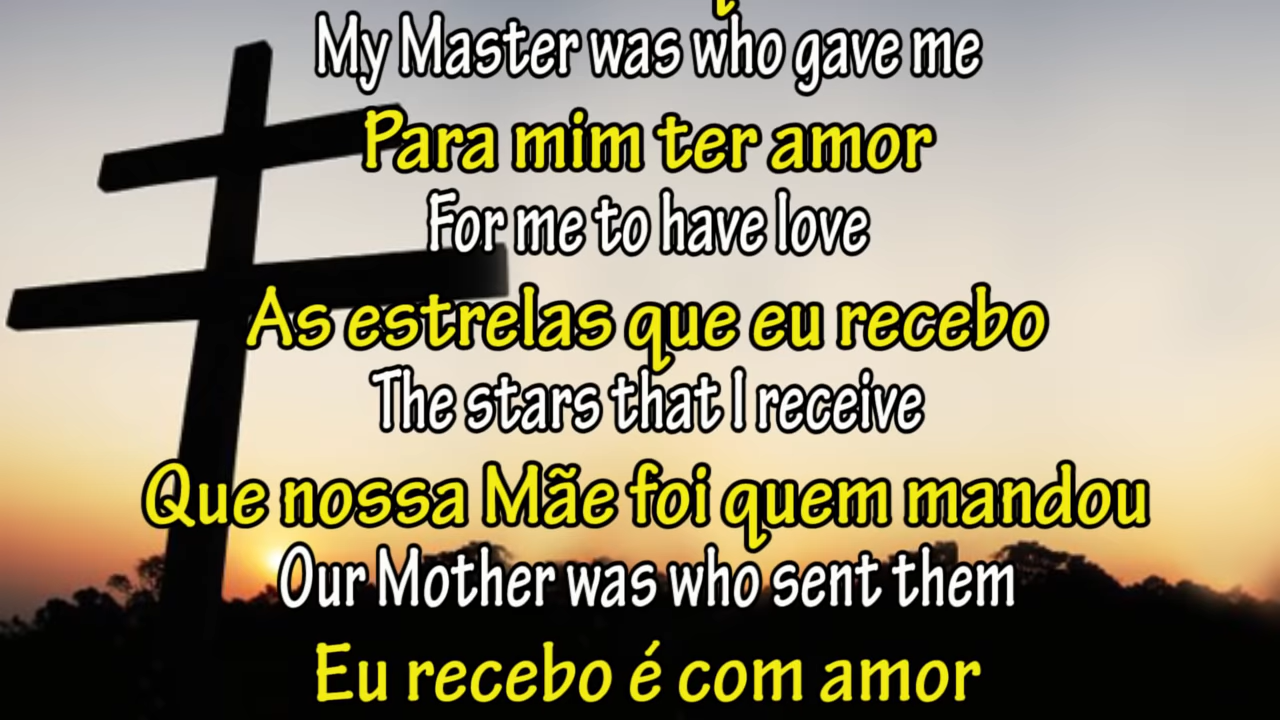 My Master was who gave me
Para mim ter amor
For me to have love
As estrelas que eu recebo
The stars that I receive
Que nossa Mãe foi quem mandou
Our Mother was who sent them
Eu recebo é com amor